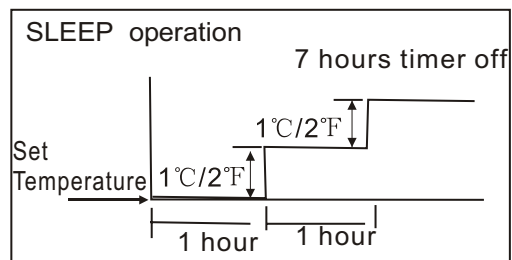 SLEEP operation
7 hours timer off
1℃/2℉
Set
Temperature
1℃/2℉
1 hour
1 hour